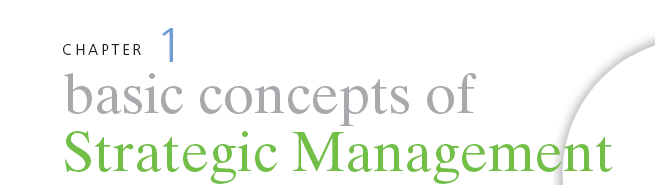 CHAPTER 1
basic concepts of
Strategic Management